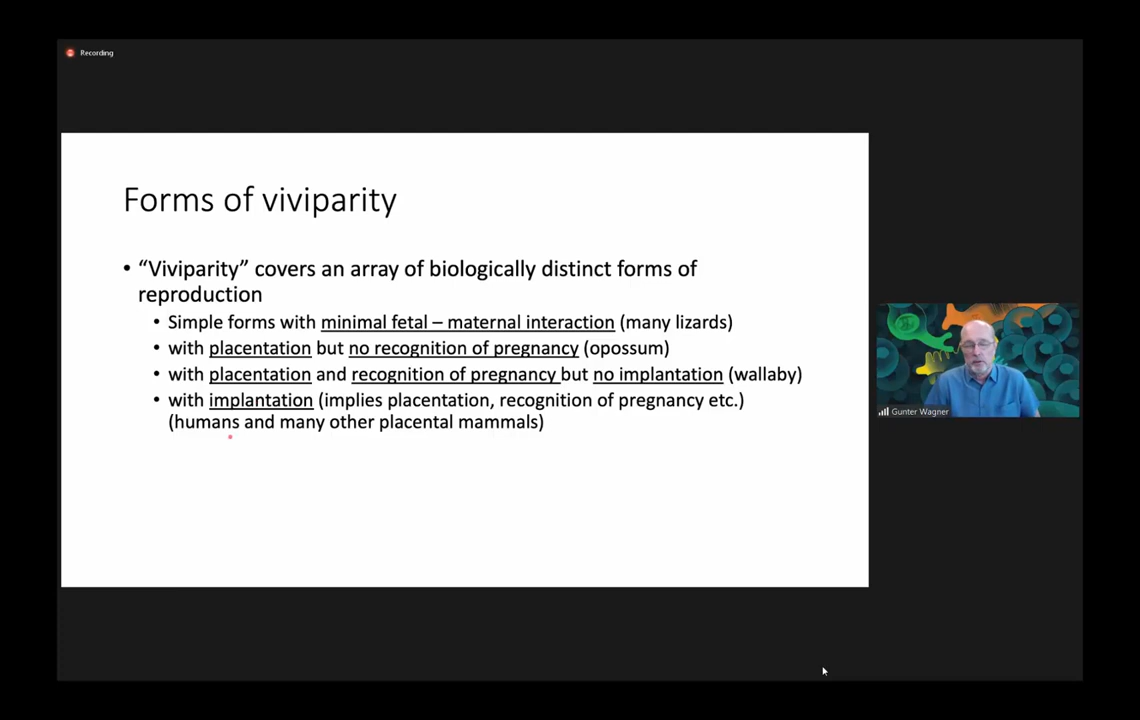 Recording
Forms of viviparity
• “Viviparity” covers an array of biologically distinct forms of
reproduction
• Simple forms with minimal fetal – maternal interaction (many lizards)
• with placentation but no recognition of pregnancy (opossum)
• with placentation and recognition of pregnancy but no implantation (wallaby)
• with implantation (implies placentation, recognition of pregnancy etc.)
(humans and many other placental mammals)
Gunter Wagner